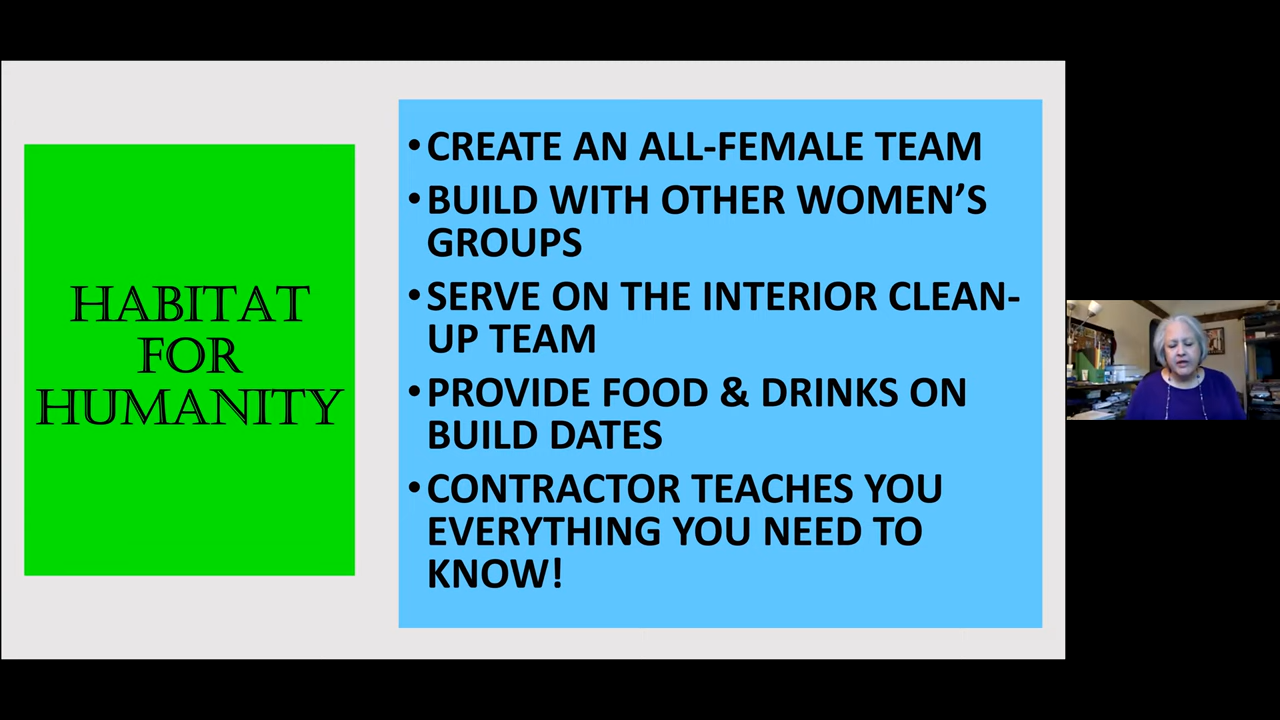 HABITAT
FOR
HUMANITY
•CREATE AN ALL-FEMALE TEAM
•BUILD WITH OTHER WOMEN’S
GROUPS
•SERVE ON THE INTERIOR CLEAN-
UP TEAM
•PROVIDE FOOD & DRINKS ON
BUILD DATES
•CONTRACTOR TEACHES YOU
EVERYTHING YOU NEED TO
KNOW!